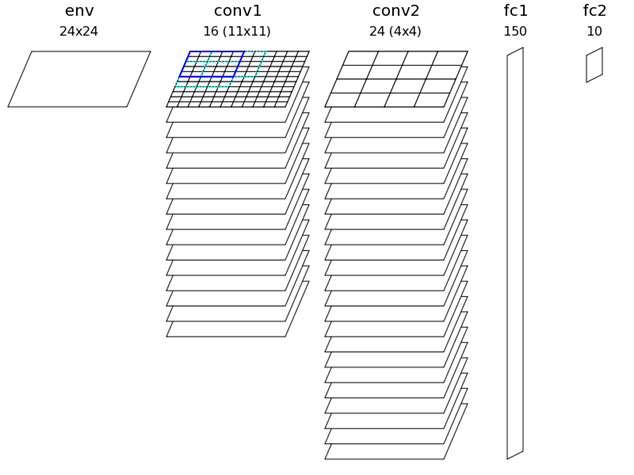 env
24x24
conv1
16 (11x11)
conv2
24 (4x4)
fc1
150
fc2
10